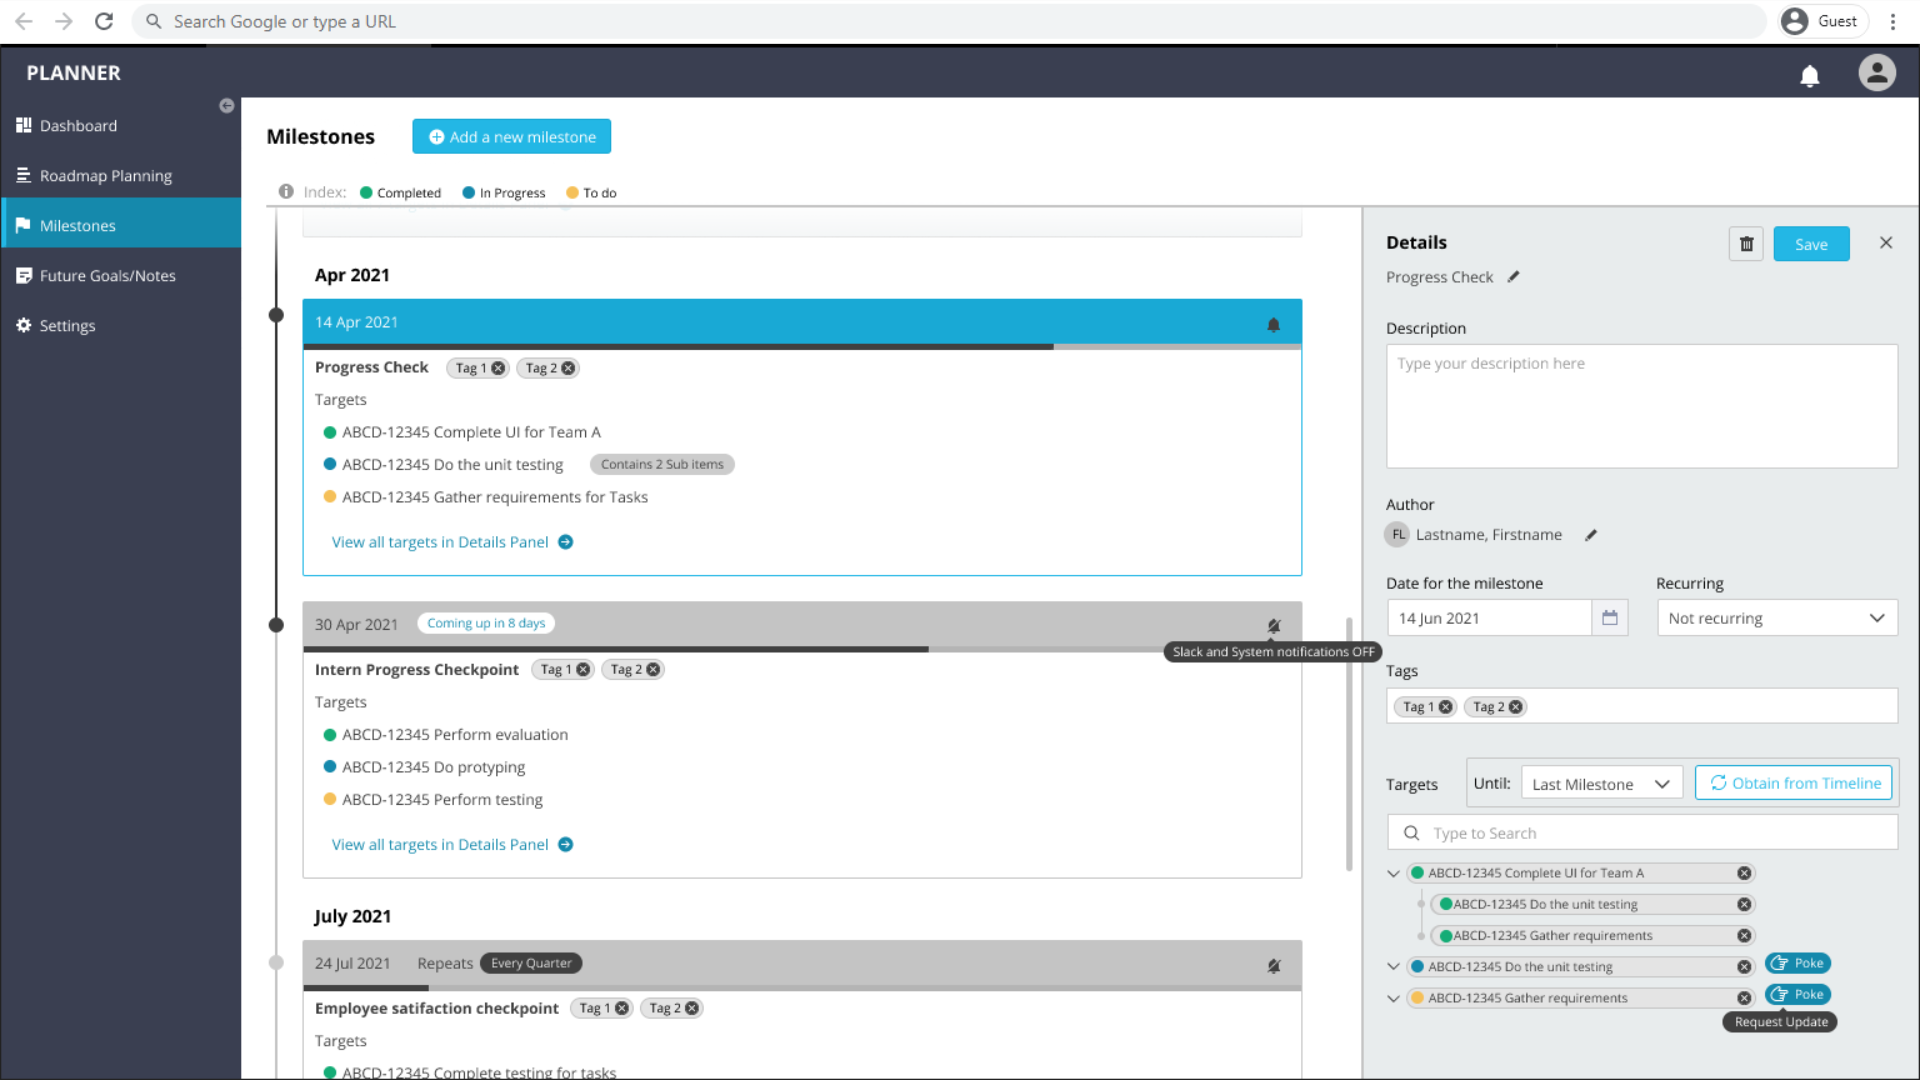 Search Google or type a URL
Guest
PLANNER
Dashboard
Roadmap Planning
Milestones
Future Goals/Notes
Settings
Milestones
Add a new milestone
Index: Completed In Progress To do
Apr 2021
14 Apr 2021
Progress Check Tag 1 Tag 2
Targets
ABCD-12345 Complete UI for Team A
ABCD-12345 Do the unit testing Contains 2 Sub items
ABCD-12345 Gather requirements for Tasks
View all targets in Details Panel
30 Apr 2021 Coming up in 8 days
Slack and System notifications OFF
Intern Progress Checkpoint Tag 1 Tag 2
Targets
ABCD-12345 Perform evaluation
ABCD-12345 Do protyping
ABCD-12345 Perform testing
View all targets in Details Panel
July 2021
24 Jul 2021 Repeats Every Quarter
Employee satifaction checkpoint Tag 1 Tag 2
Targets
ABCD-12345 Complete testing for tasks
Details
Save
Progress Check
Description
Type your description here
Author
FL Lastname, Firstname
Date for the milestone Recurring
14 Jun 2021 Not recurring
Tags
Tag 1 Tag 2
Targets Until: Last Milestone Obtain from Timeline
Type to Search
ABCD-12345 Complete UI for Team A
ABCD-12345 Do the unit testing
ABCD-12345 Gather requirements
ABCD-12345 Do the unit testing Poke
ABCD-12345 Gather requirements Poke
Request Update